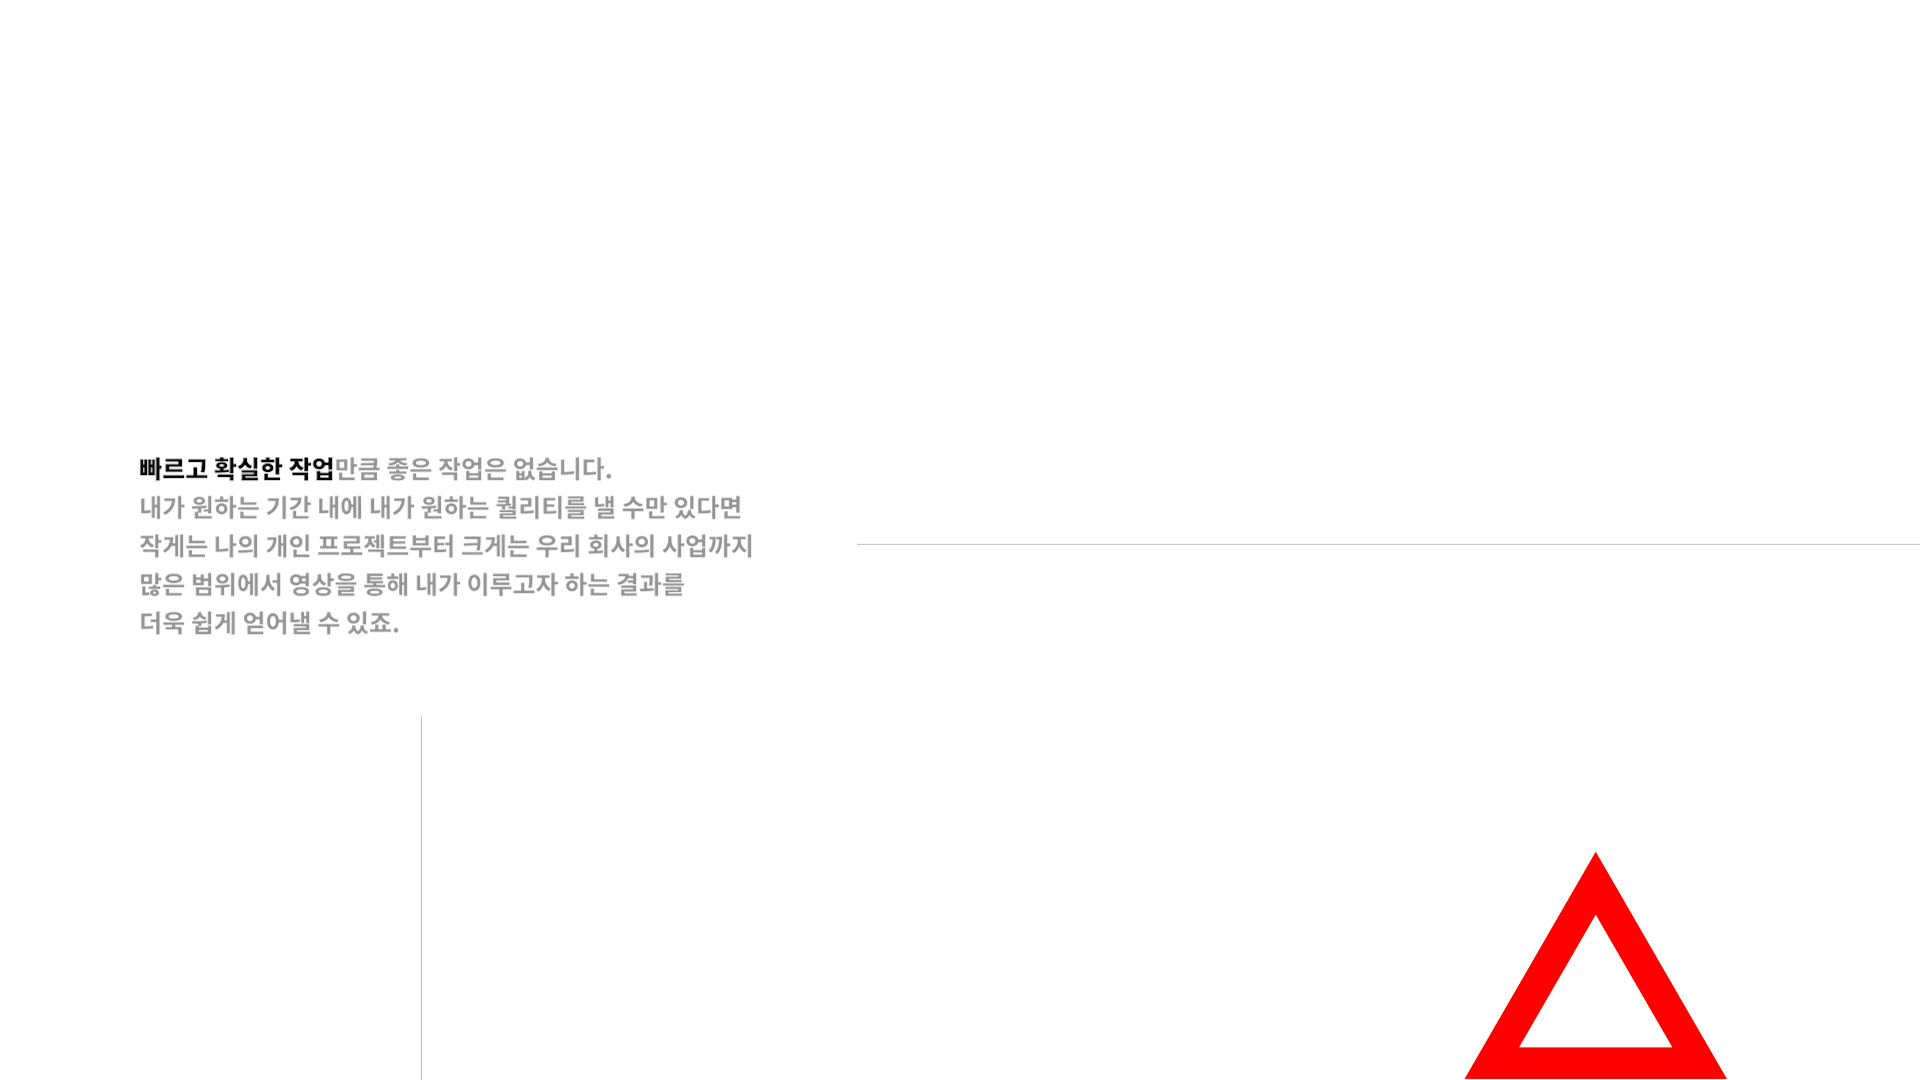 빠르고 확실한 작업만큼 좋은 작업은 없습니다.
내가 원하는 기간 내에 내가 원하는 퀄리티를 낼 수만 있다면
작게는 나의 개인 프로젝트부터 크게는 우리 회사의 사업까지
많은 범위에서 영상을 통해 내가 이루고자 하는 결과를
더욱 쉽게 얻어낼 수 있죠.